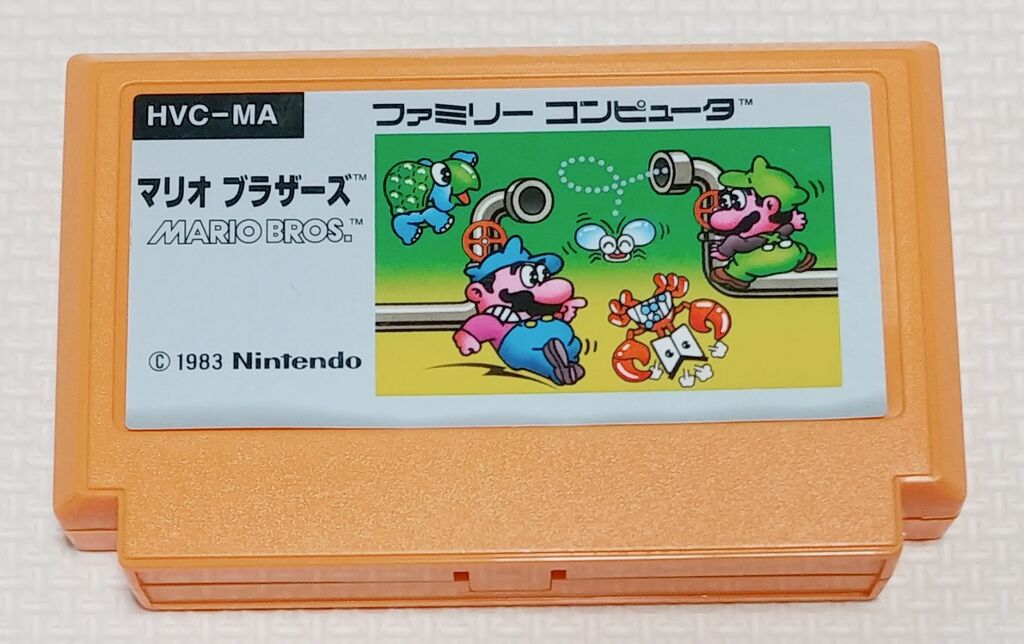 HVC-MA
ファミリー コンピュータ™
マリオ ブラザーズ™
MARIO BROS.™
© 1983 Nintendo